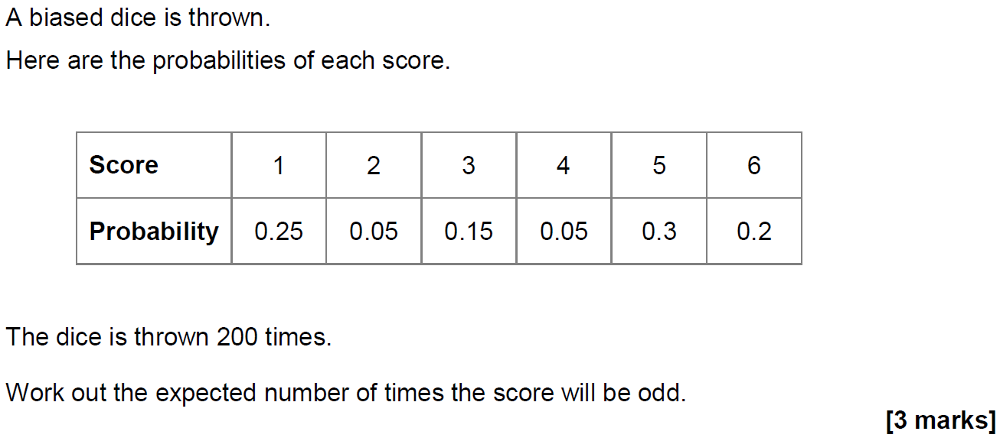 A biased dice is thrown.
Here are the probabilities of each score.
Score 1 2 3 4 5 6
Probability 0.25 0.05 0.15 0.05 0.3 0.2
The dice is thrown 200 times.
Work out the expected number of times the score will be odd.
[3 marks]